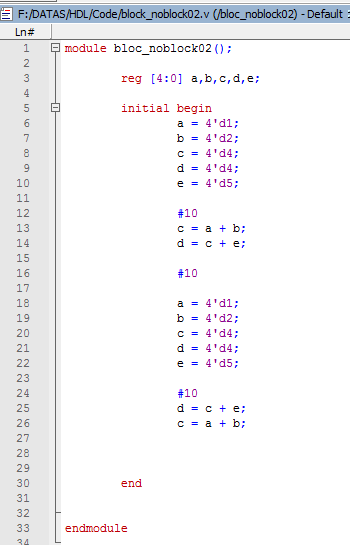 F:/DATAS/HDL/Code/block_noblock02.v (/bloc_noblock02) - Default
Ln#
1 module bloc_noblock02();
2
3 reg [4:0] a,b,c,d,e;
4
5 initial begin
6 a = 4'd1;
7 b = 4'd2;
8 c = 4'd4;
9 d = 4'd4;
10 e = 4'd5;
11
12 #10
13 c = a + b;
14 d = c + e;
15
16 #10
17
18 a = 4'd1;
19 b = 4'd2;
20 c = 4'd4;
21 d = 4'd4;
22 e = 4'd5;
23
24 #10
25 d = c + e;
26 c = a + b;
27
28
29
30 end
31
32
33 endmodule
34